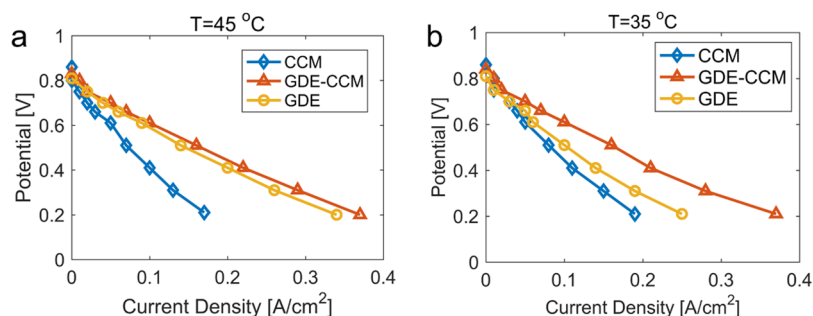 a
T=45 °C
1
0.8
0.6
0.4
0.2
0
Potential [V]
CCM
GDE-CCM
GDE
0
0.1
0.2
0.3
0.4
Current Density [A/cm²]
b
T=35 °C
1
0.8
0.6
0.4
0.2
0
Potential [V]
CCM
GDE-CCM
GDE
0
0.1
0.2
0.3
0.4
Current Density [A/cm²]